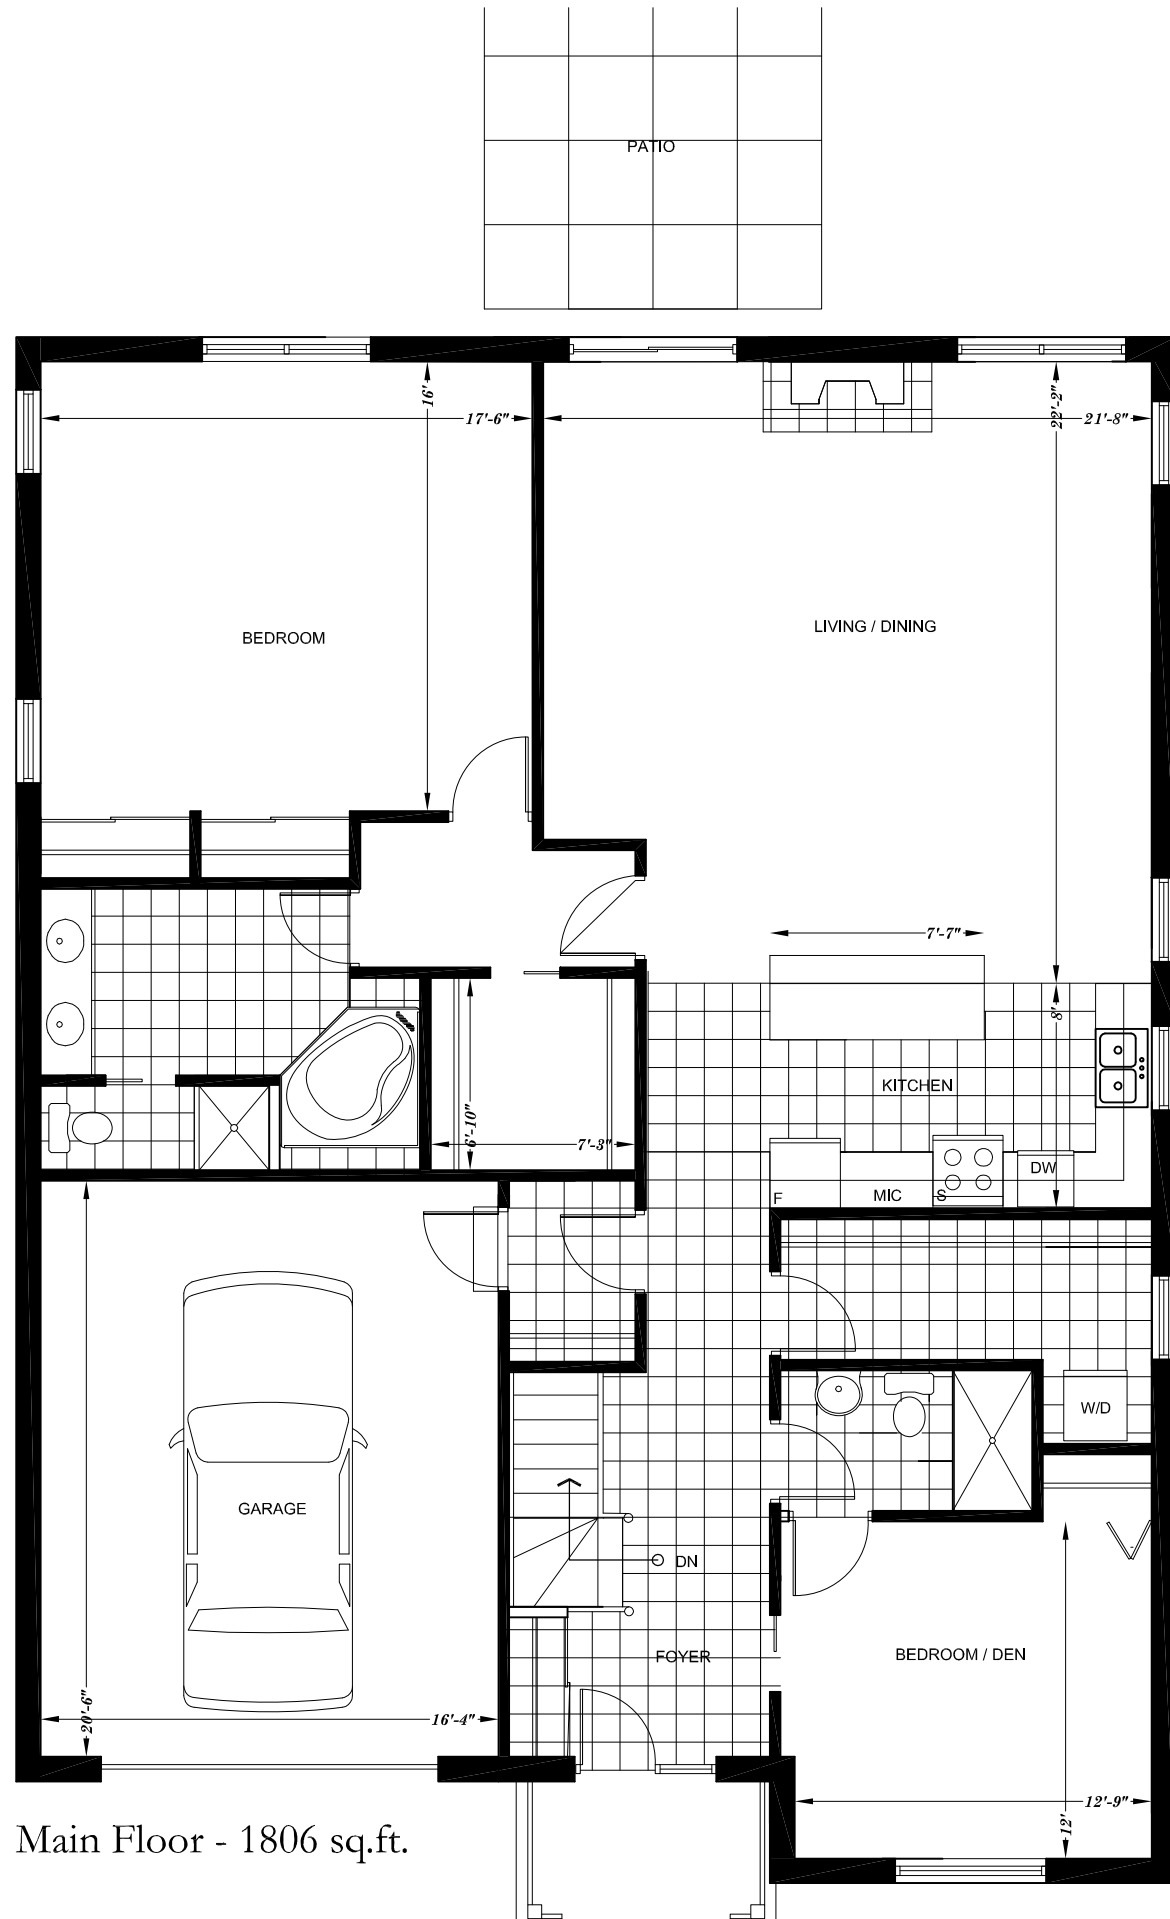 PATIO
16'
17'-6"
22'-2"
21'-8"
BEDROOM
LIVING / DINING
7'-7"
8'
KITCHEN
6'-10"
7'-3"
DW
F
MIC
S
W/D
GARAGE
DN
FOYER
BEDROOM / DEN
20'-6"
16'-4"
12'-9"
12'
Main Floor - 1806 sq.ft.